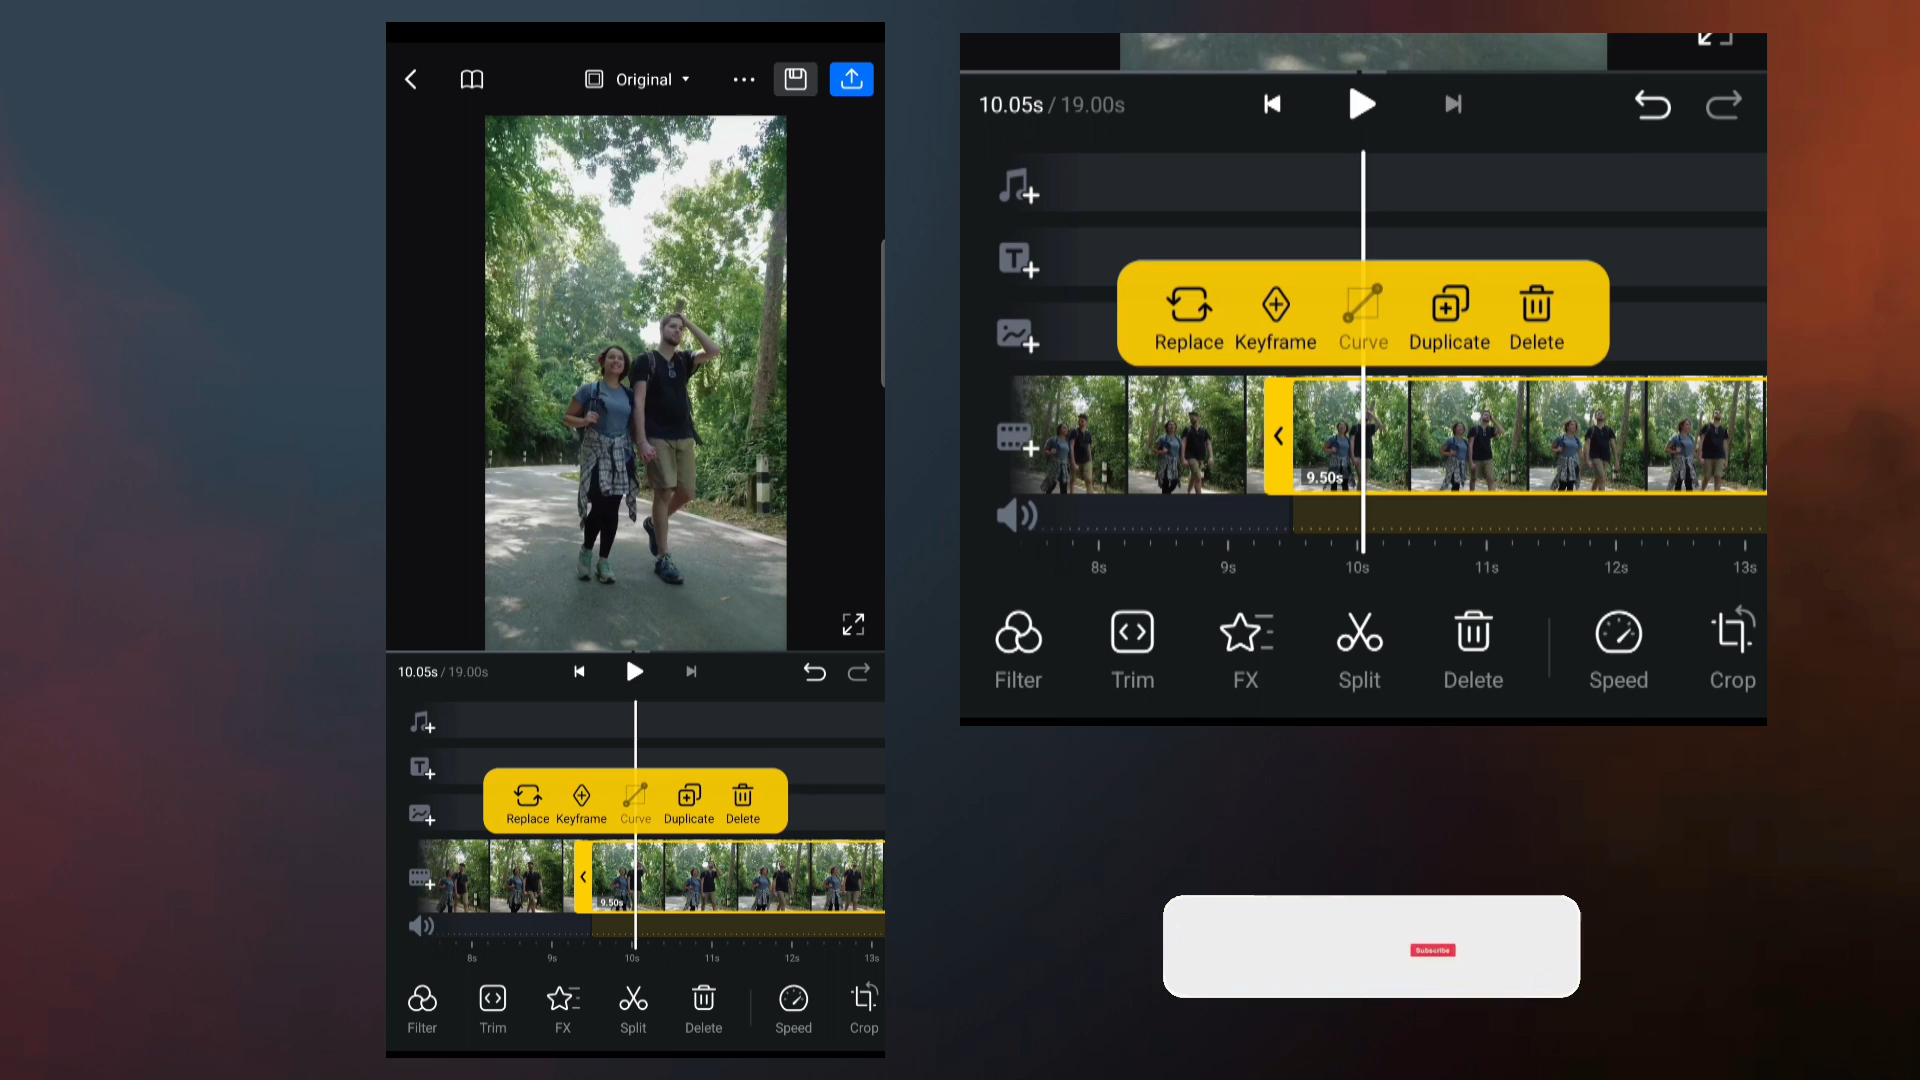 Original
10.05s / 19.00s
Replace Keyframe Curve Duplicate Delete
9.50s
8s 9s 10s 11s 12s 13s
Filter Trim FX Split Delete Speed Crop
10.05s / 19.00s
Replace Keyframe Curve Duplicate Delete
9.50s
8s 9s 10s 11s 12s 13s
Filter Trim FX Split Delete Speed Crop
Subscribe